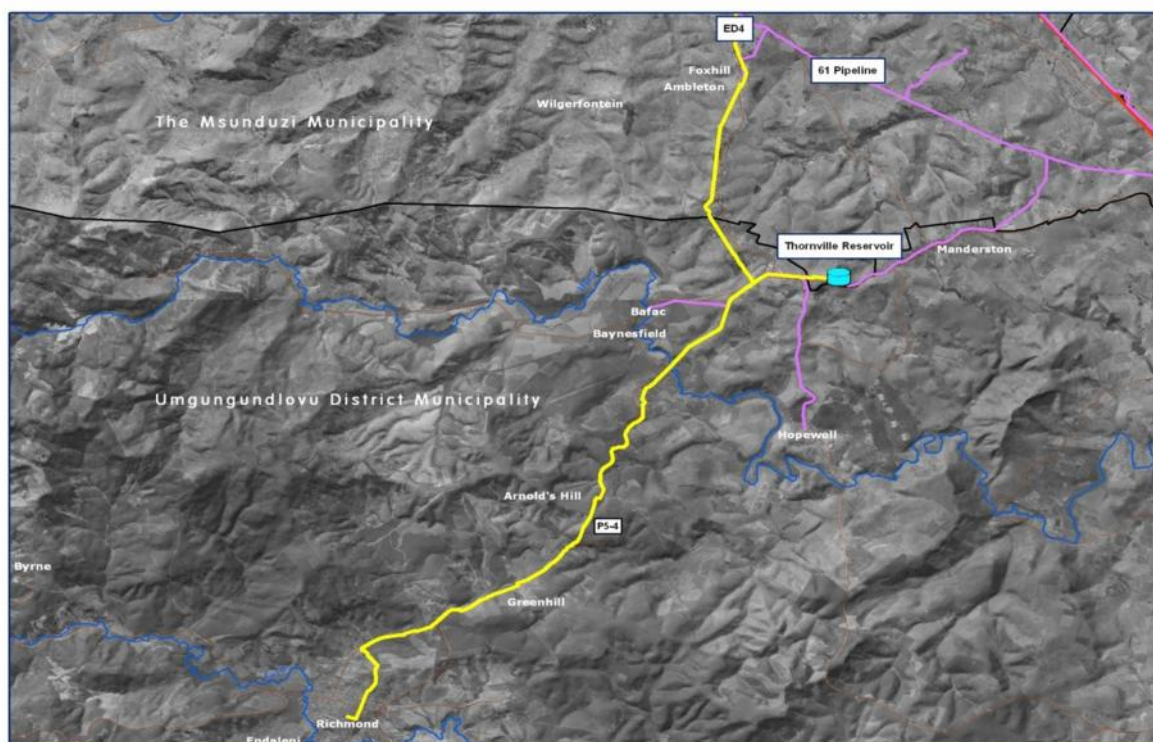 ED4
Foxhill
61 Pipeline
Ambleton
Wilgerfontein
The Msunduzi Municipality
Thornville Reservoir
Manderston
Bafac
Baynesfield
Umgungundlovu District Municipality
Hopewell
Arnold's Hill
P5-4
Byrne
Greenhill
Richmond